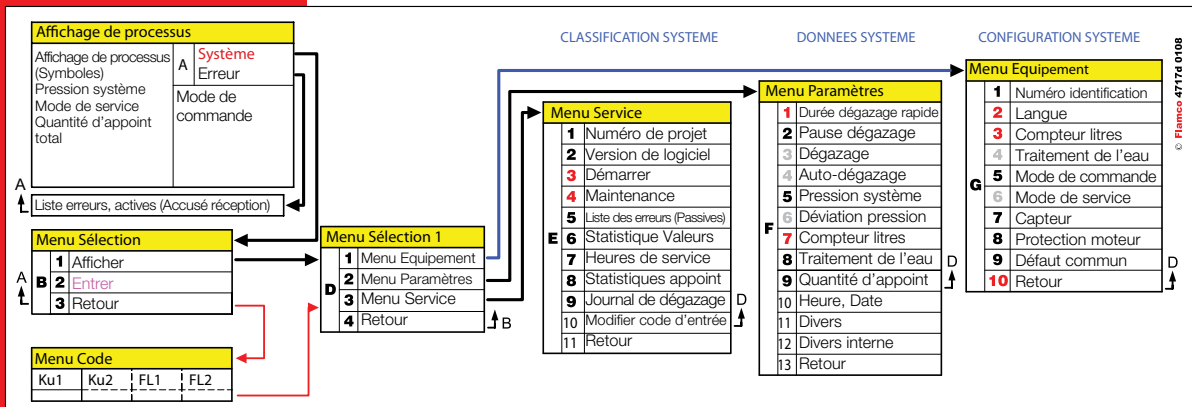 Affichage de processus
Affichage de processus
(Symboles)
Pression système
Mode de service
Quantité d'appoint
total
A
Système
Erreur
Mode de
commande
A
Liste erreurs, actives (Accusé réception)
Menu Sélection
A
B
1 Afficher
2 Entrer
3 Retour
Menu Code
Ku1 Ku2 FL1 FL2
Menu Sélection 1
D
1 Menu Equipement
2 Menu Paramètres
3 Menu Service
4 Retour
B
CLASSIFICATION SYSTEME
Menu Service
E
1 Numéro de projet
2 Version de logiciel
3 Démarrer
4 Maintenance
5 Liste des erreurs (Passives)
6 Statistique Valeurs
7 Heures de service
8 Statistiques appoint
9 Journal de dégazage
10 Modifier code d'entrée
11 Retour
D
DONNEES SYSTEME
Menu Paramètres
F
1 Durée dégazage rapide
2 Pause dégazage
3 Dégazage
4 Auto-dégazage
5 Pression système
6 Déviation pression
7 Compteur litres
8 Traitement de l'eau
9 Quantité d'appoint
10 Heure, Date
11 Divers
12 Divers interne
13 Retour
D
CONFIGURATION SYSTEME
Menu Equipement
G
1 Numéro identification
2 Langue
3 Compteur litres
4 Traitement de l'eau
5 Mode de commande
6 Mode de service
7 Capteur
8 Protection moteur
9 Défaut commun
10 Retour
D
© Flamco 4717d 0108